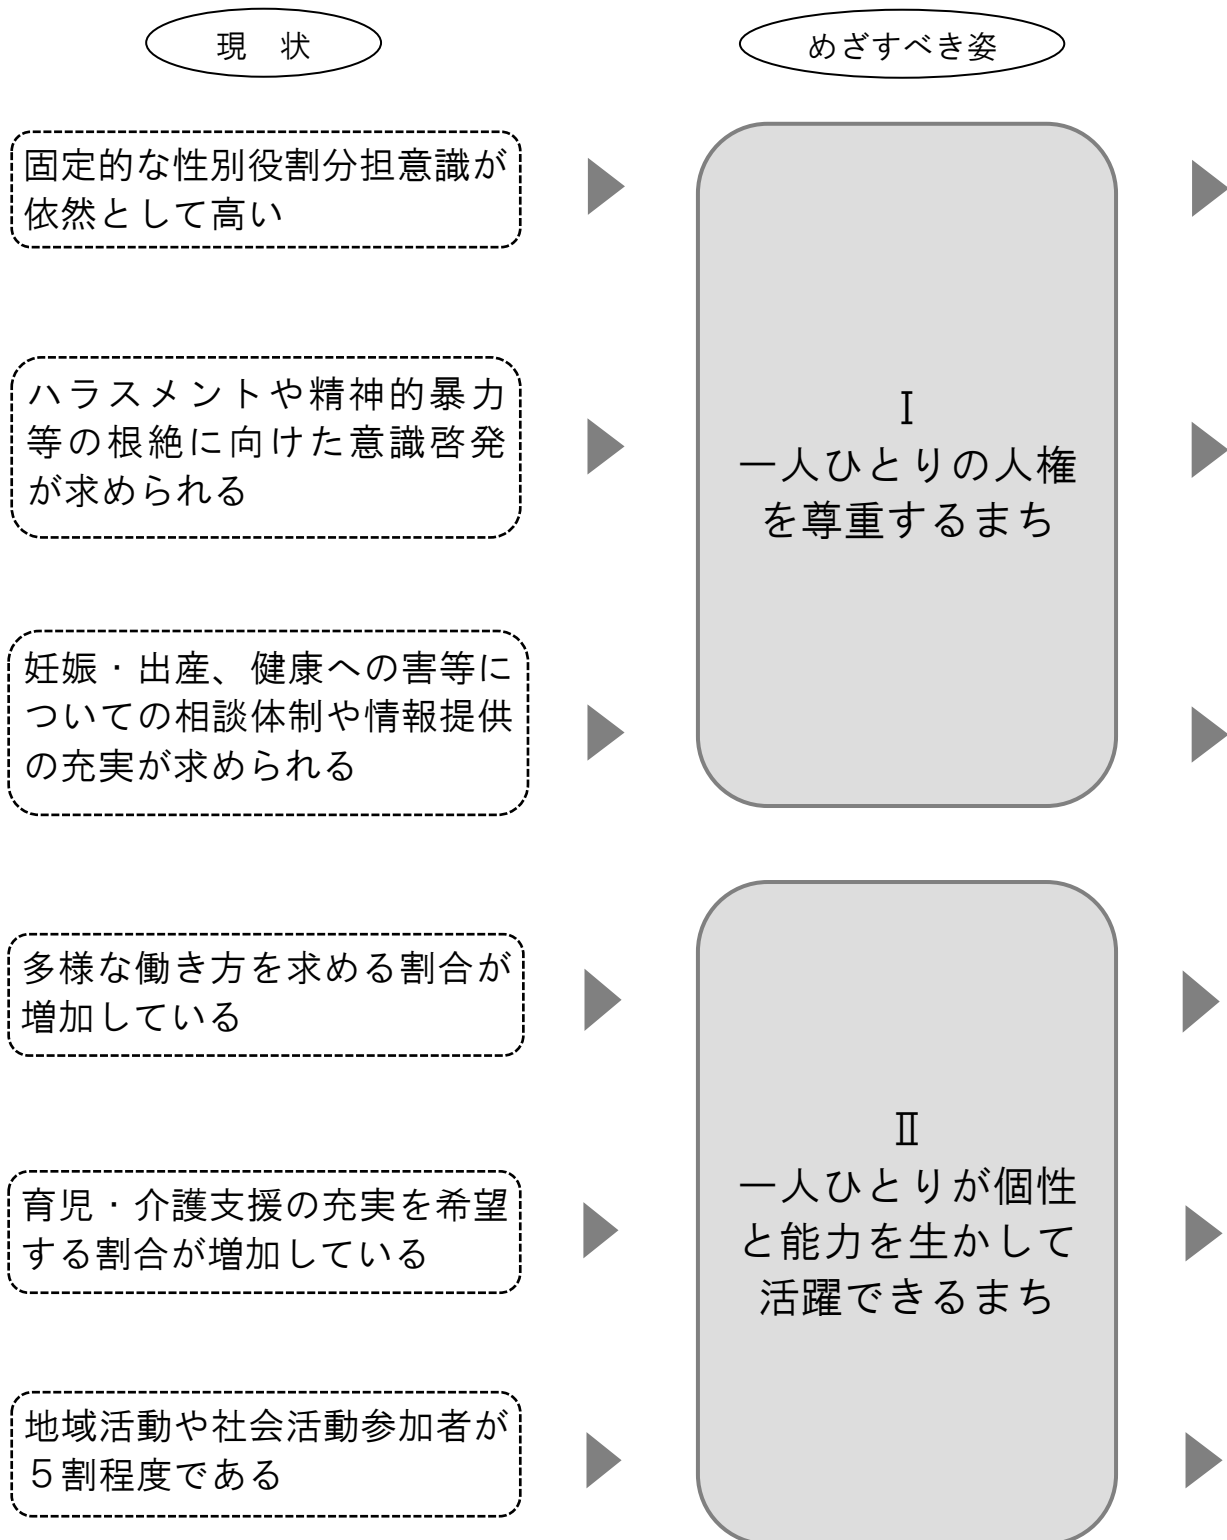 現　状
めざすべき姿
固定的な性別役割分担意識が
依然として高い
ハラスメントや精神的暴力
等の根絶に向けた意識啓発
が求められる
妊娠・出産、健康への害等に
ついての相談体制や情報提供
の充実が求められる
Ⅰ
一人ひとりの人権
を尊重するまち
多様な働き方を求める割合が
増加している
育児・介護支援の充実を希望
する割合が増加している
地域活動や社会活動参加者が
５割程度である
Ⅱ
一人ひとりが個性
と能力を生かして
活躍できるまち